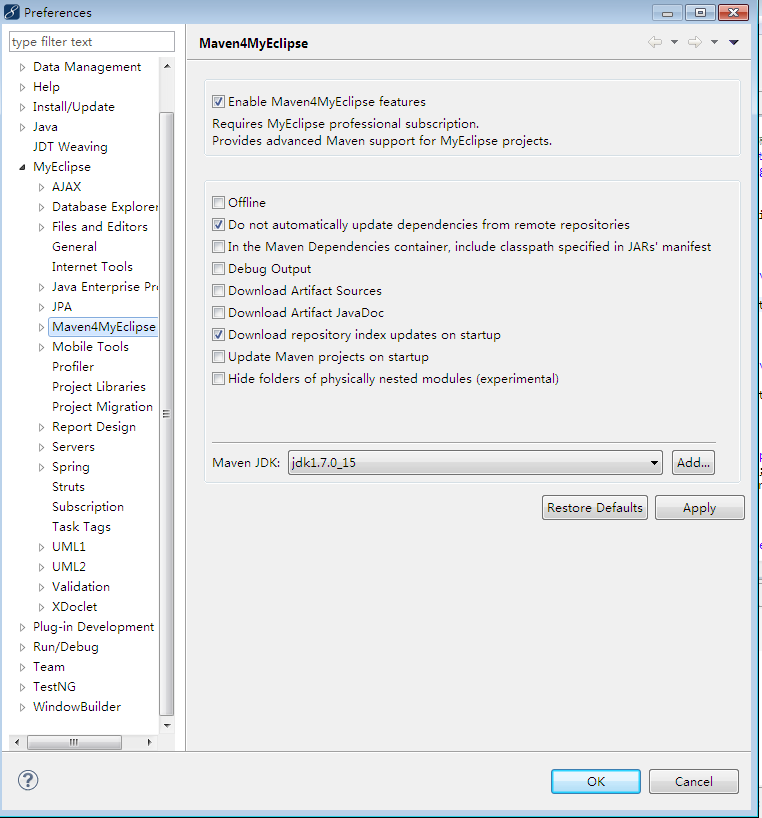 Preferences
type filter text
Data Management
Help
Install/Update
Java
JDT Weaving
MyEclipse
AJAX
Database Explorer
Files and Editors
General
Internet Tools
Java Enterprise Pr
JPA
Maven4MyEclipse
Mobile Tools
Profiler
Project Libraries
Project Migration
Report Design
Servers
Spring
Struts
Subscription
Task Tags
UML1
UML2
Validation
XDoclet
Plug-in Development
Run/Debug
Team
TestNG
WindowBuilder
Maven4MyEclipse
Enable Maven4MyEclipse features
Requires MyEclipse professional subscription.
Provides advanced Maven support for MyEclipse projects.
Offline
Do not automatically update dependencies from remote repositories
In the Maven Dependencies container, include classpath specified in JARs' manifest
Debug Output
Download Artifact Sources
Download Artifact JavaDoc
Download repository index updates on startup
Update Maven projects on startup
Hide folders of physically nested modules (experimental)
Maven JDK: jdk1.7.0_15 Add...
Restore Defaults Apply
OK Cancel